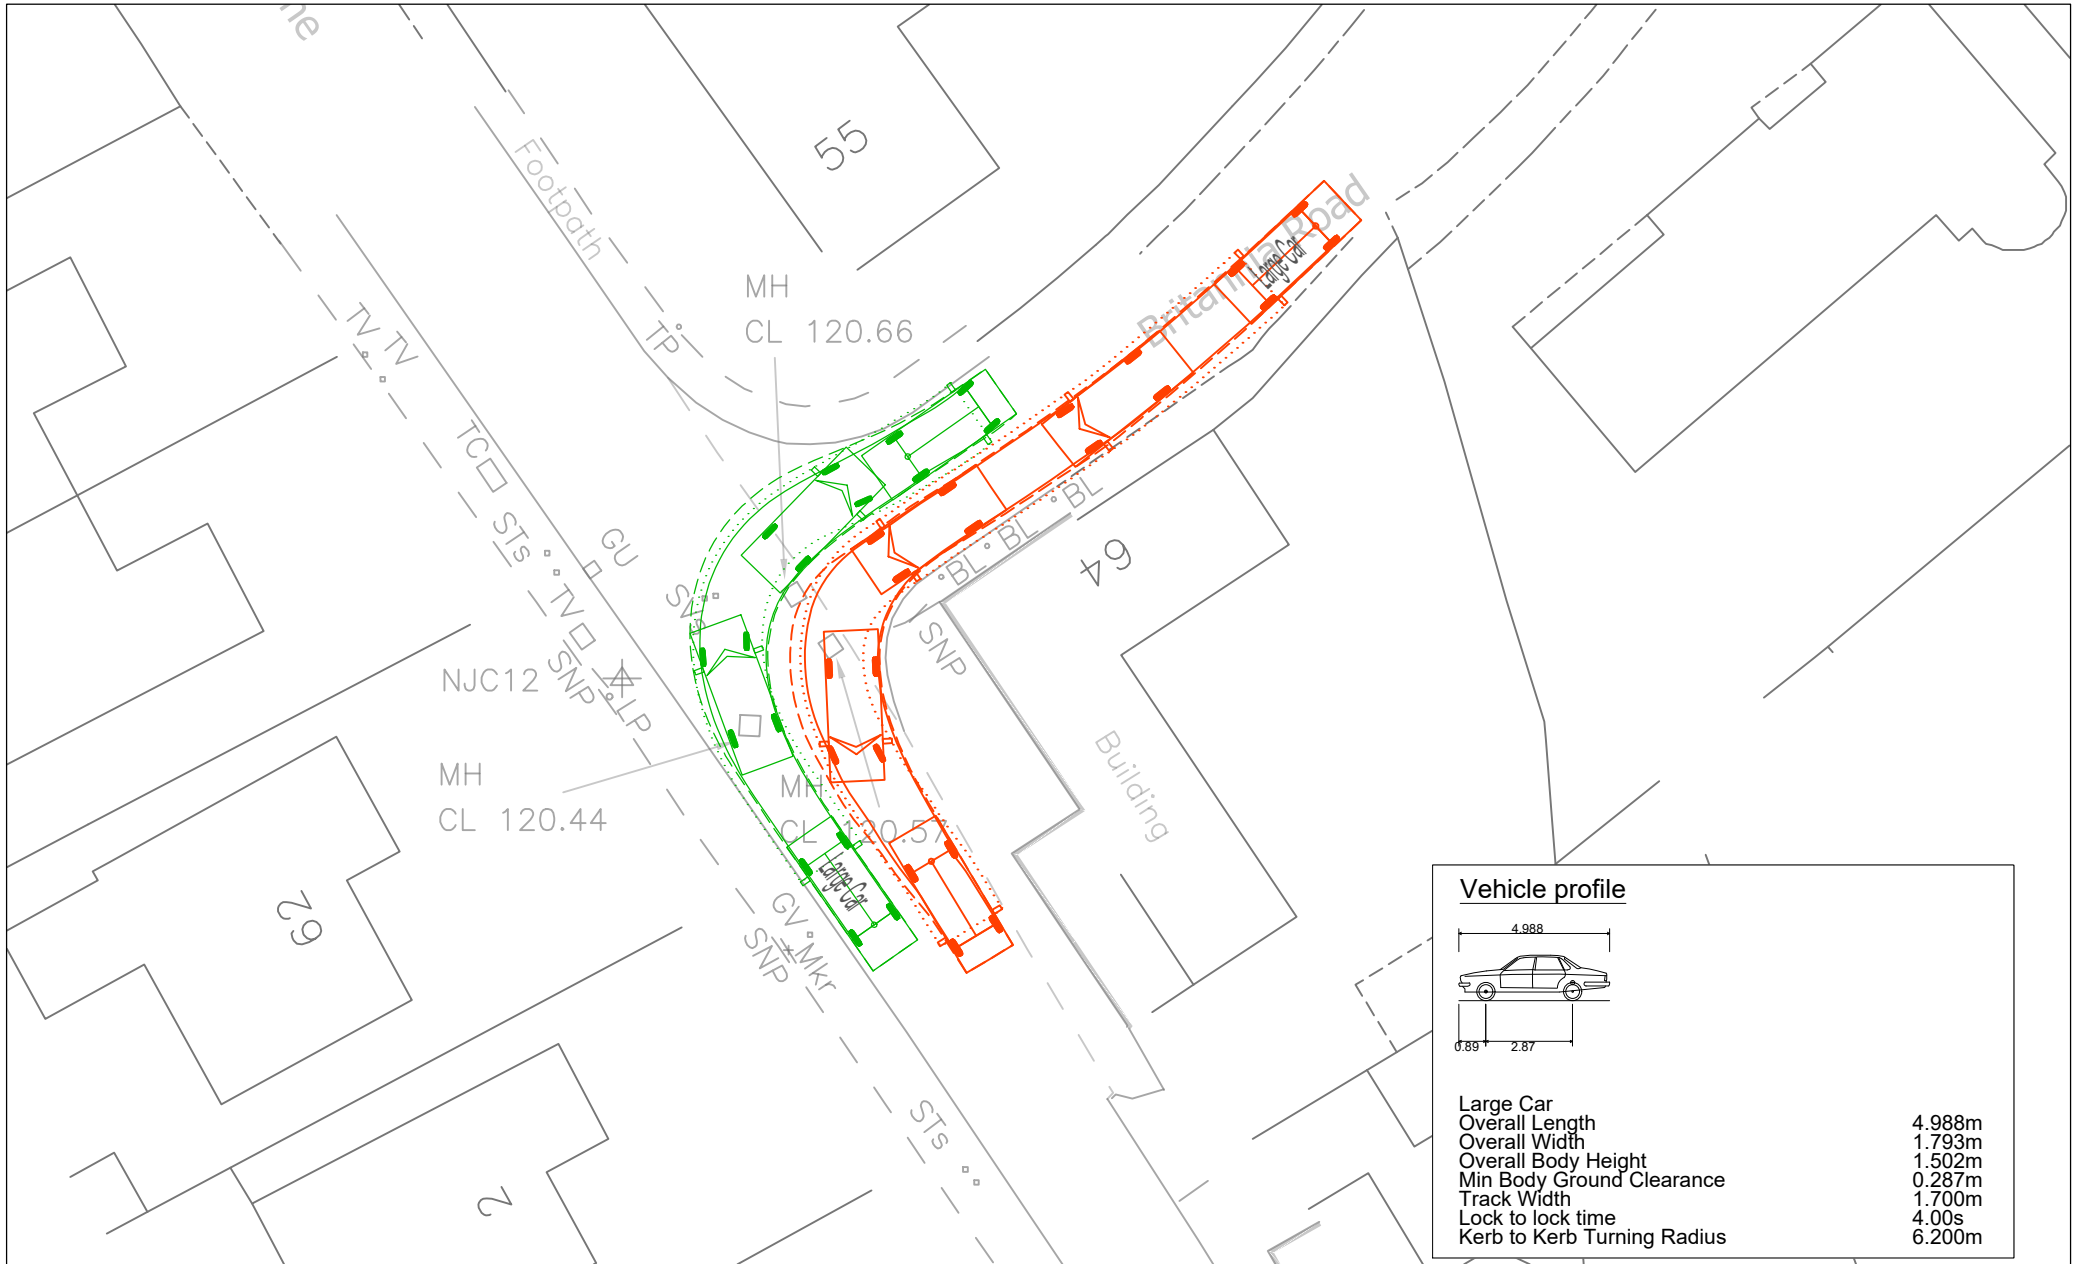 ne
55
Footpath
Britannia Road
Large Car
MH
CL 120.66
TV
TV
TP
TC
STs
GU
BL
BL
BL
64
TV
SNP
NJC12
SNP
LP
Building
MH
CL 120.44
MH
CL 120.57
Large Car
62
GV
Mkr
SNP
STs
2
Vehicle profile
4.988
0.89
2.87
Large Car
Overall Length 4.988m
Overall Width 1.793m
Overall Body Height 1.502m
Min Body Ground Clearance 0.287m
Track Width 1.700m
Lock to lock time 4.00s
Kerb to Kerb Turning Radius 6.200m